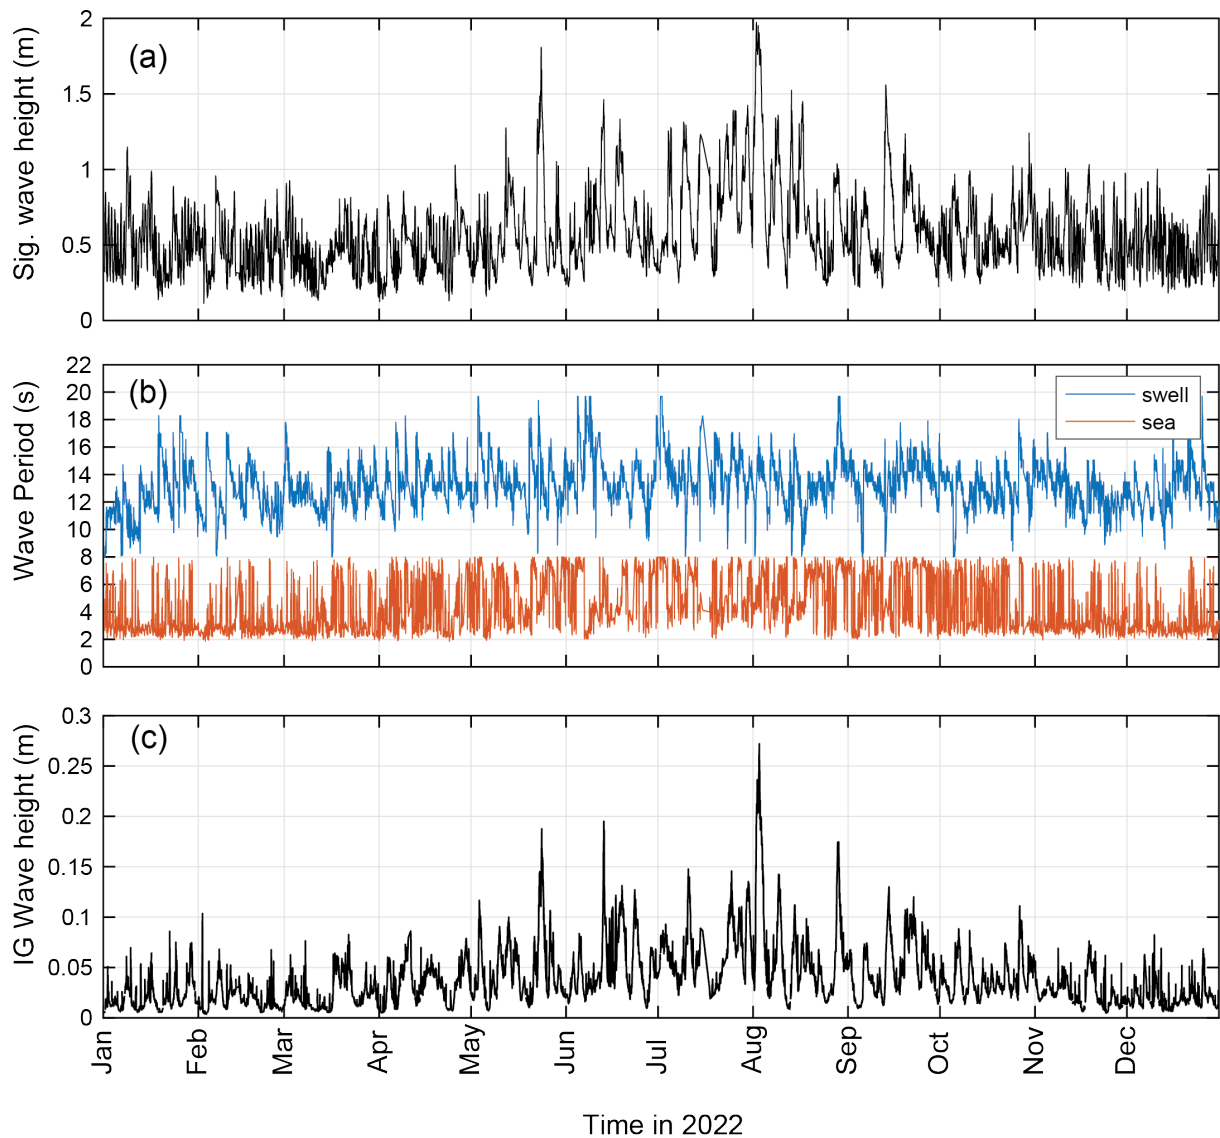 2
(a)
1.5
1
0.5
0
Sig. wave height (m)
22
(b)
swell
sea
20
18
16
14
12
10
8
6
4
2
0
Wave Period (s)
0.3
(c)
0.25
0.2
0.15
0.1
0.05
0
IG Wave height (m)
Jan Feb Mar Apr May Jun Jul Aug Sep Oct Nov Dec
Time in 2022